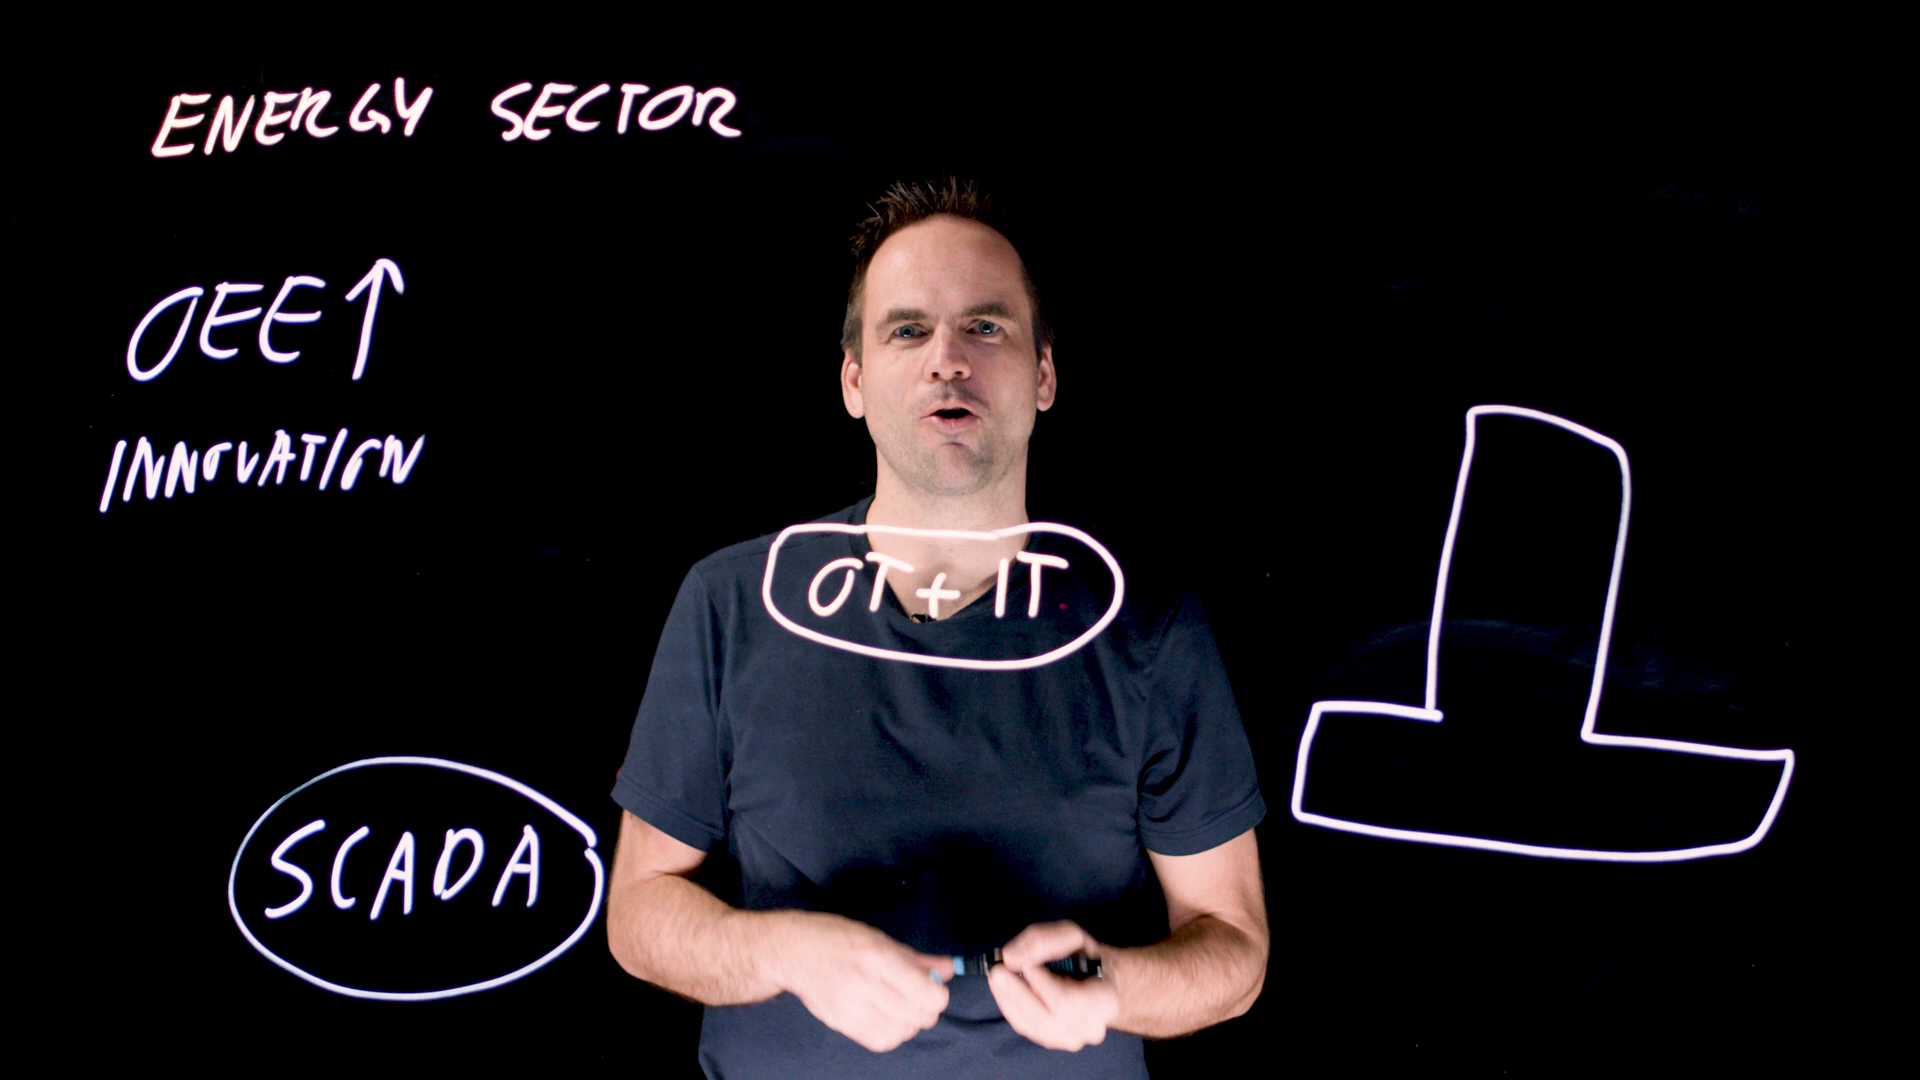 ENERGY SECTOR
OEE↑
INNOVATION
OT + IT
SCADA